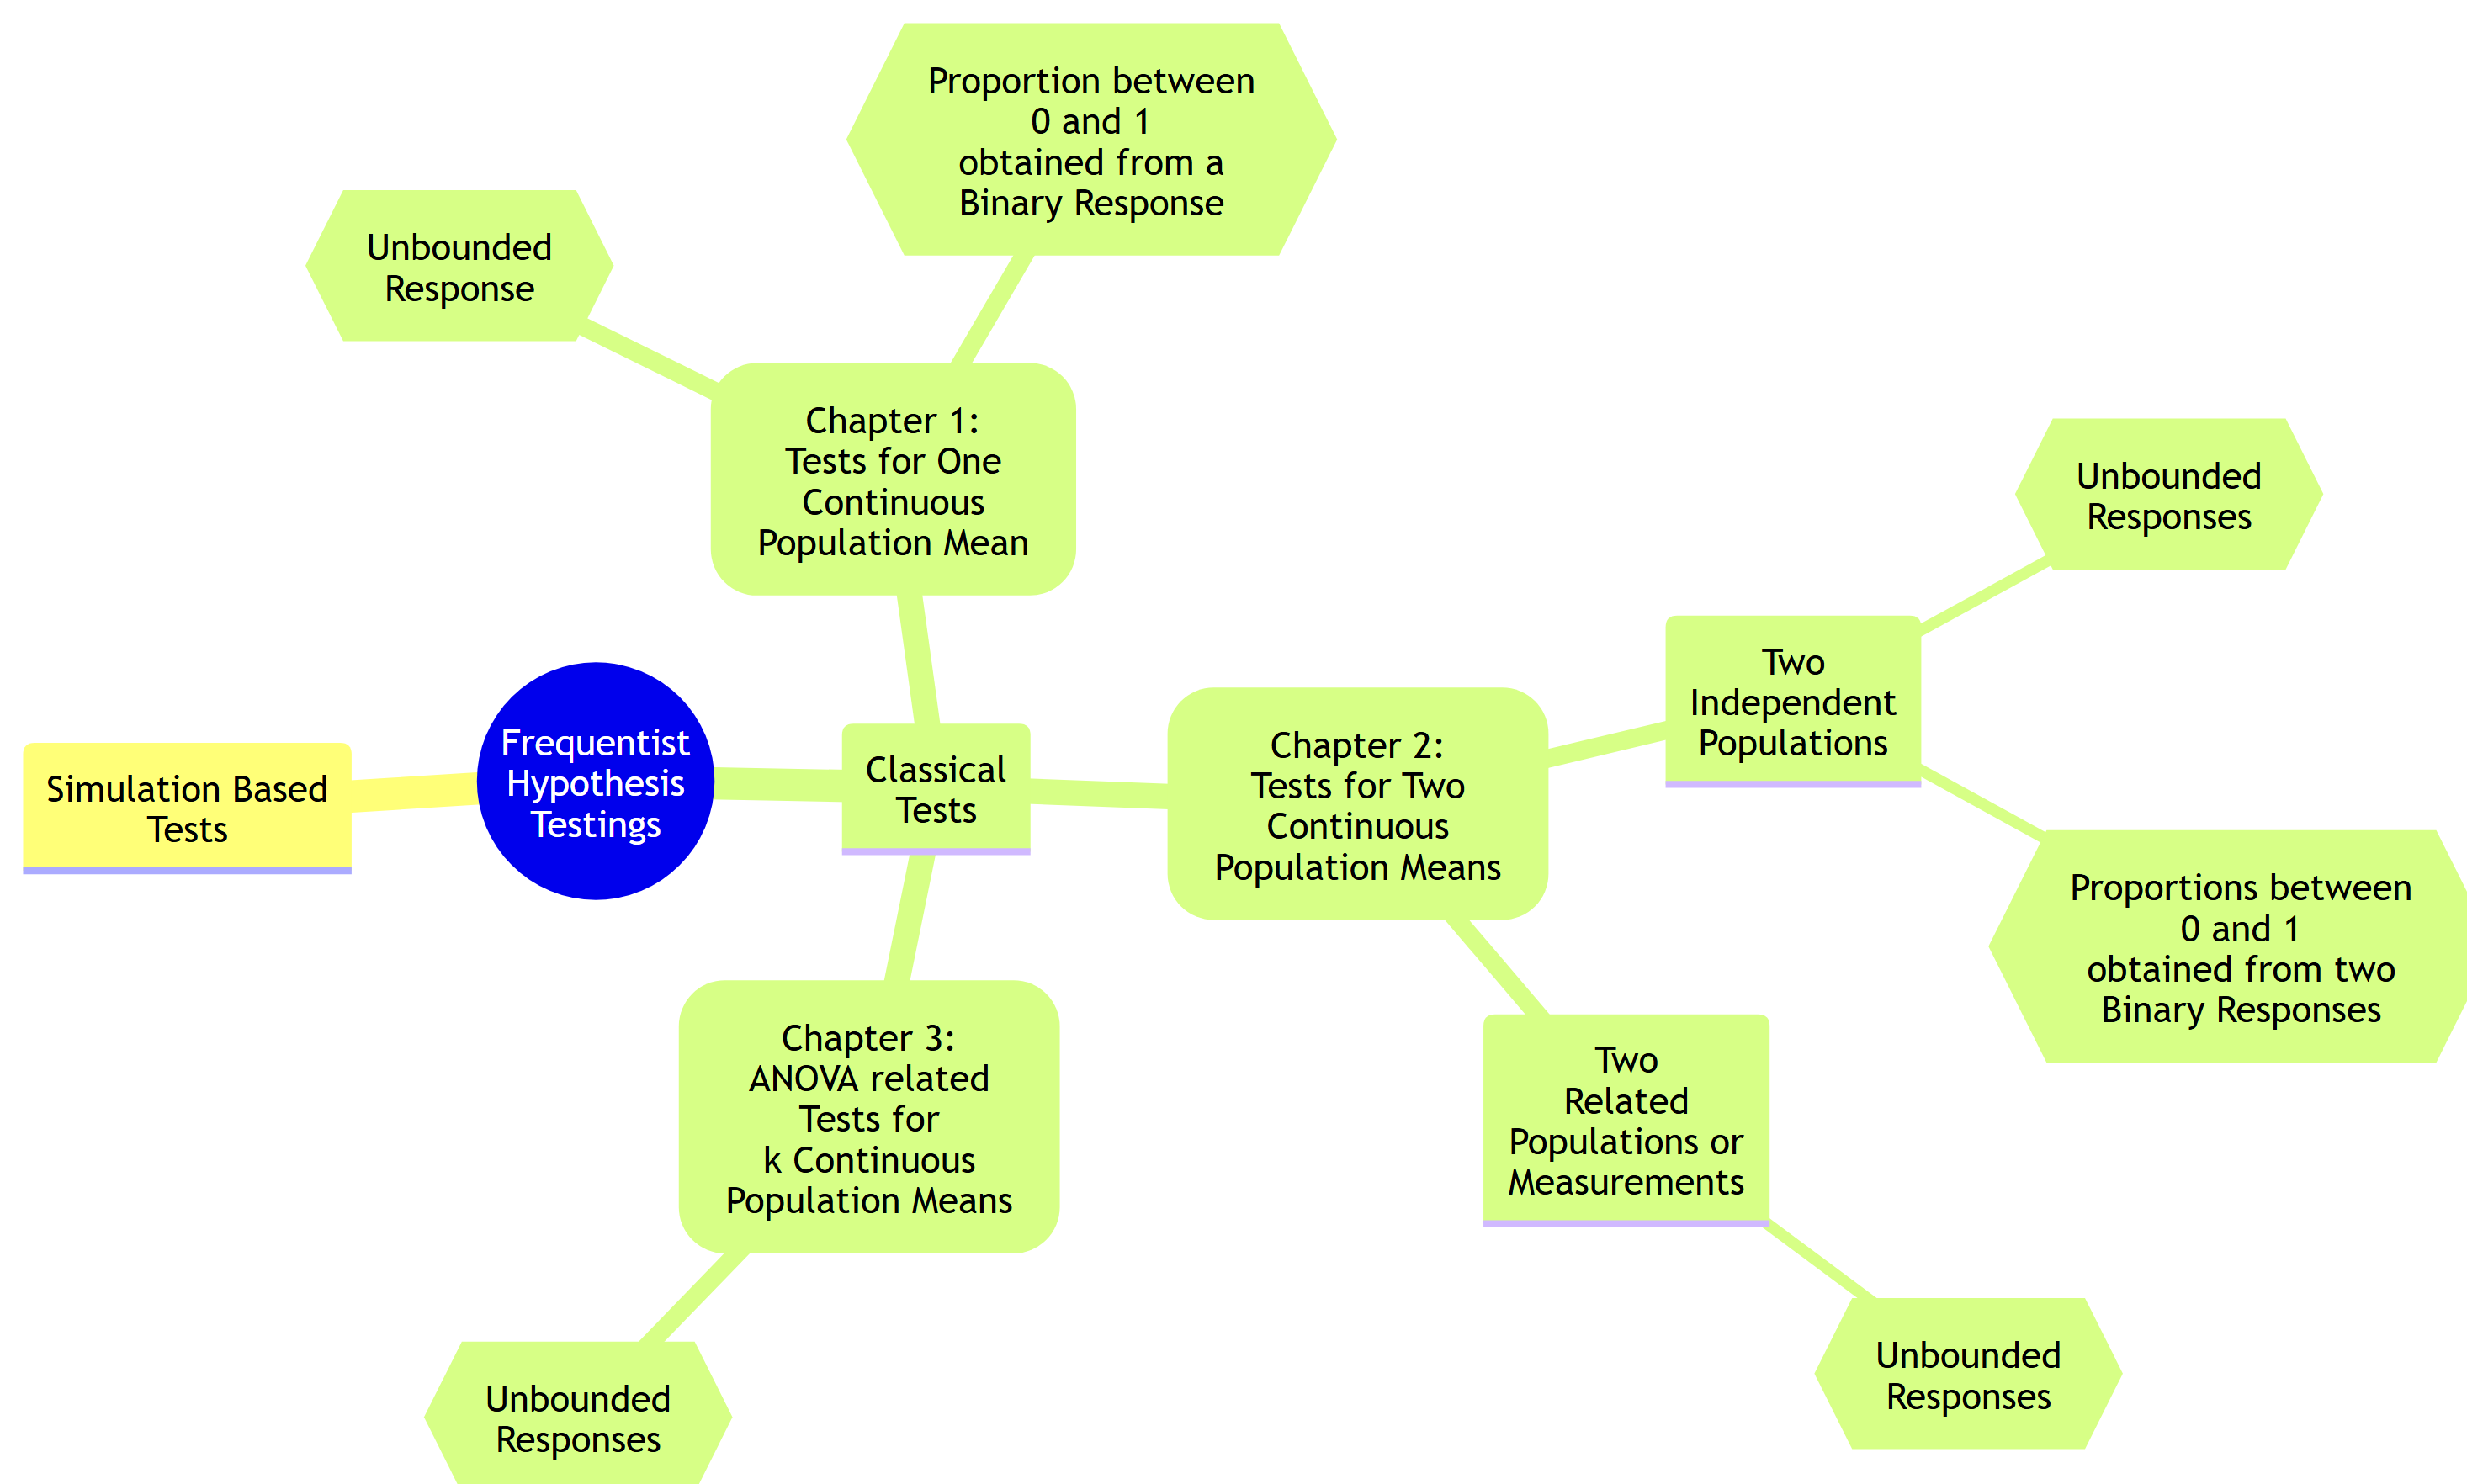 Proportion between
0 and 1
obtained from a
Binary Response
Unbounded
Response
Chapter 1:
Tests for One
Continuous
Population Mean
Unbounded
Responses
Two
Independent
Populations
Frequentist
Hypothesis
Testings
Simulation Based
Tests
Classical
Tests
Chapter 2:
Tests for Two
Continuous
Population Means
Proportions between
0 and 1
obtained from two
Binary Responses
Chapter 3:
ANOVA related
Tests for
k Continuous
Population Means
Two
Related
Populations or
Measurements
Unbounded
Responses
Unbounded
Responses